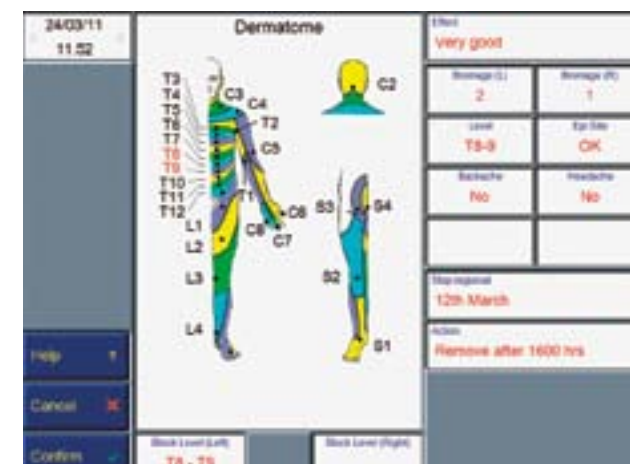 24/03/11
11.52
Dermatome
T3
T4
T5
T6
T7
T8
T9
T10
T11
T12
L1
L2
L3
L4
C3
C4
T2
C5
T1
C6
C8
C7
C2
S3
S4
S2
S1
Effect
Very good
Bromage (L)
2
Bromage (R)
1
Level
T8-9
Epi Site
OK
Backache
No
Headache
No
Stop regional
12th March
Action
Remove after 1600 hrs
Help ?
Cancel
Confirm
Block Level (Left)
T8 - T9
Block Level (Right)